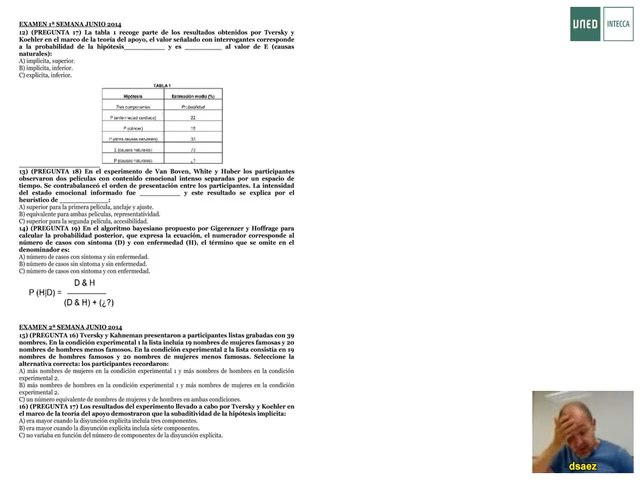 EXAMEN 1ª SEMANA JUNIO 2014
12) (PREGUNTA 17) La tabla 1 recoge parte de los resultados obtenidos por Tversky y
Koehler en el marco de la teoría del apoyo, el valor señalado con interrogantes corresponde
a la probabilidad de la hipótesis__________ y es _________ al valor de E (causas
naturales):
A) implícita, superior.
B) implícita, inferior.
C) explícita, inferior.
TABLA 1
Hipótesis Estimación media (%)
Tres componentes Probabilidad
P (enfermedad cardiaca) 22
P (cáncer) 18
P (otras causas naturales) 33
Σ (causas naturales) 73
P (causas naturales) ¿?
13) (PREGUNTA 18) En el experimento de Van Boven, White y Huber los participantes
observaron dos películas con contenido emocional intenso separadas por un espacio de
tiempo. Se contrabalanceó el orden de presentación entre los participantes. La intensidad
del estado emocional informado fue __________ y este resultado se explica por el
heurístico de ____________:
A) superior para la primera película, anclaje y ajuste.
B) equivalente para ambas películas, representatividad.
C) superior para la segunda película, accesibilidad.
14) (PREGUNTA 19) En el algoritmo bayesiano propuesto por Gigerenzer y Hoffrage para
calcular la probabilidad posterior, que expresa la ecuación, el numerador corresponde al
número de casos con síntoma (D) y con enfermedad (H), el término que se omite en el
denominador es:
A) número de casos con síntoma y sin enfermedad.
B) número de casos sin síntoma y sin enfermedad.
C) número de casos con síntoma y con enfermedad.
D & H
P (H|D) =
(D & H) + (¿?)
EXAMEN 2ª SEMANA JUNIO 2014
15) (PREGUNTA 16) Tversky y Kahneman presentaron a participantes listas grabadas con 39
nombres. En la condición experimental 1 la lista incluía 19 nombres de mujeres famosas y 20
nombres de hombres menos famosos. En la condición experimental 2 la lista consistía en 19
nombres de hombres famosos y 20 nombres de mujeres menos famosas. Seleccione la
alternativa correcta: los participantes recordaron:
A) más nombres de mujeres en la condición experimental 1 y más nombres de hombres en la condición
experimental 2.
B) más nombres de hombres en la condición experimental 1 y más nombres de mujeres en la condición
experimental 2.
C) un número equivalente de nombres de mujeres y de hombres en ambas condiciones.
16) (PREGUNTA 17) Los resultados del experimento llevado a cabo por Tversky y Koehler en
el marco de la teoría del apoyo demostraron que la subaditividad de la hipótesis implícita:
A) era mayor cuando la disyunción explícita incluía tres componentes.
B) era mayor cuando la disyunción explícita incluía siete componentes.
C) no variaba en función del número de componentes de la disyunción explícita.
UNED INTECCA
dsaez